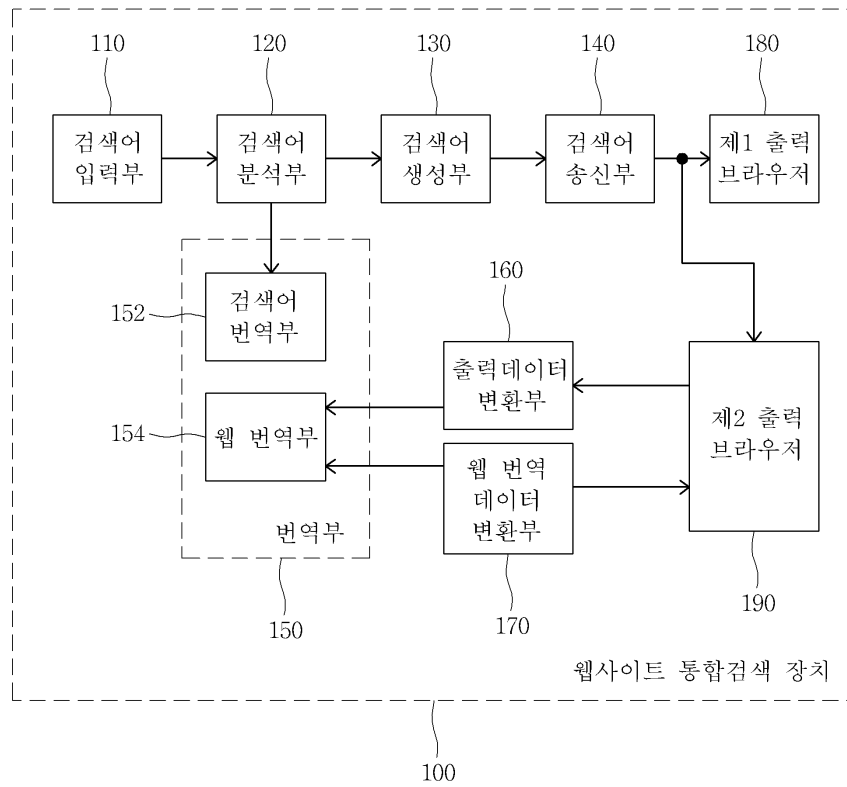 110
120
130
140
180
검색어
입력부
검색어
분석부
검색어
생성부
검색어
송신부
제1 출력
브라우저
152
검색어
번역부
160
출력데이터
변환부
154
웹 번역부
제2 출력
브라우저
웹 번역
데이터
변환부
번역부
150
170
190
웹사이트 통합검색 장치
100